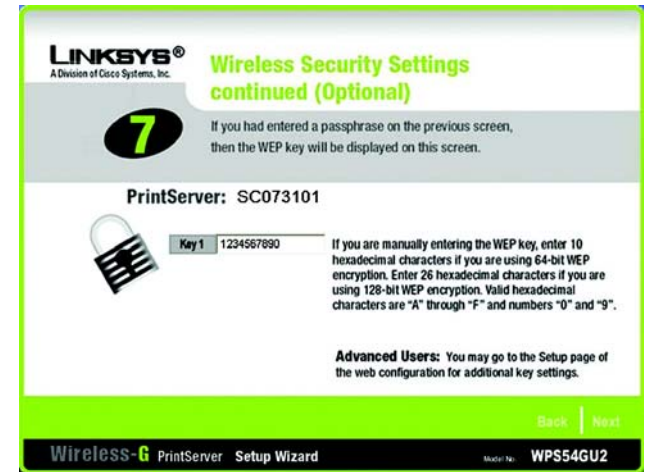 LINKSYS®
A Division of Cisco Systems, Inc.
Wireless Security Settings
continued (Optional)
7
If you had entered a passphrase on the previous screen,
then the WEP key will be displayed on this screen.
PrintServer: SC073101
Key 1 1234567890
If you are manually entering the WEP key, enter 10
hexadecimal characters if you are using 64-bit WEP
encryption. Enter 26 hexadecimal characters if you are
using 128-bit WEP encryption. Valid hexadecimal
characters are "A" through "F" and numbers "0" and "9".
Advanced Users: You may go to the Setup page of
the web configuration for additional key settings.
Back Next
Wireless-G PrintServer Setup Wizard Model No. WPS54GU2